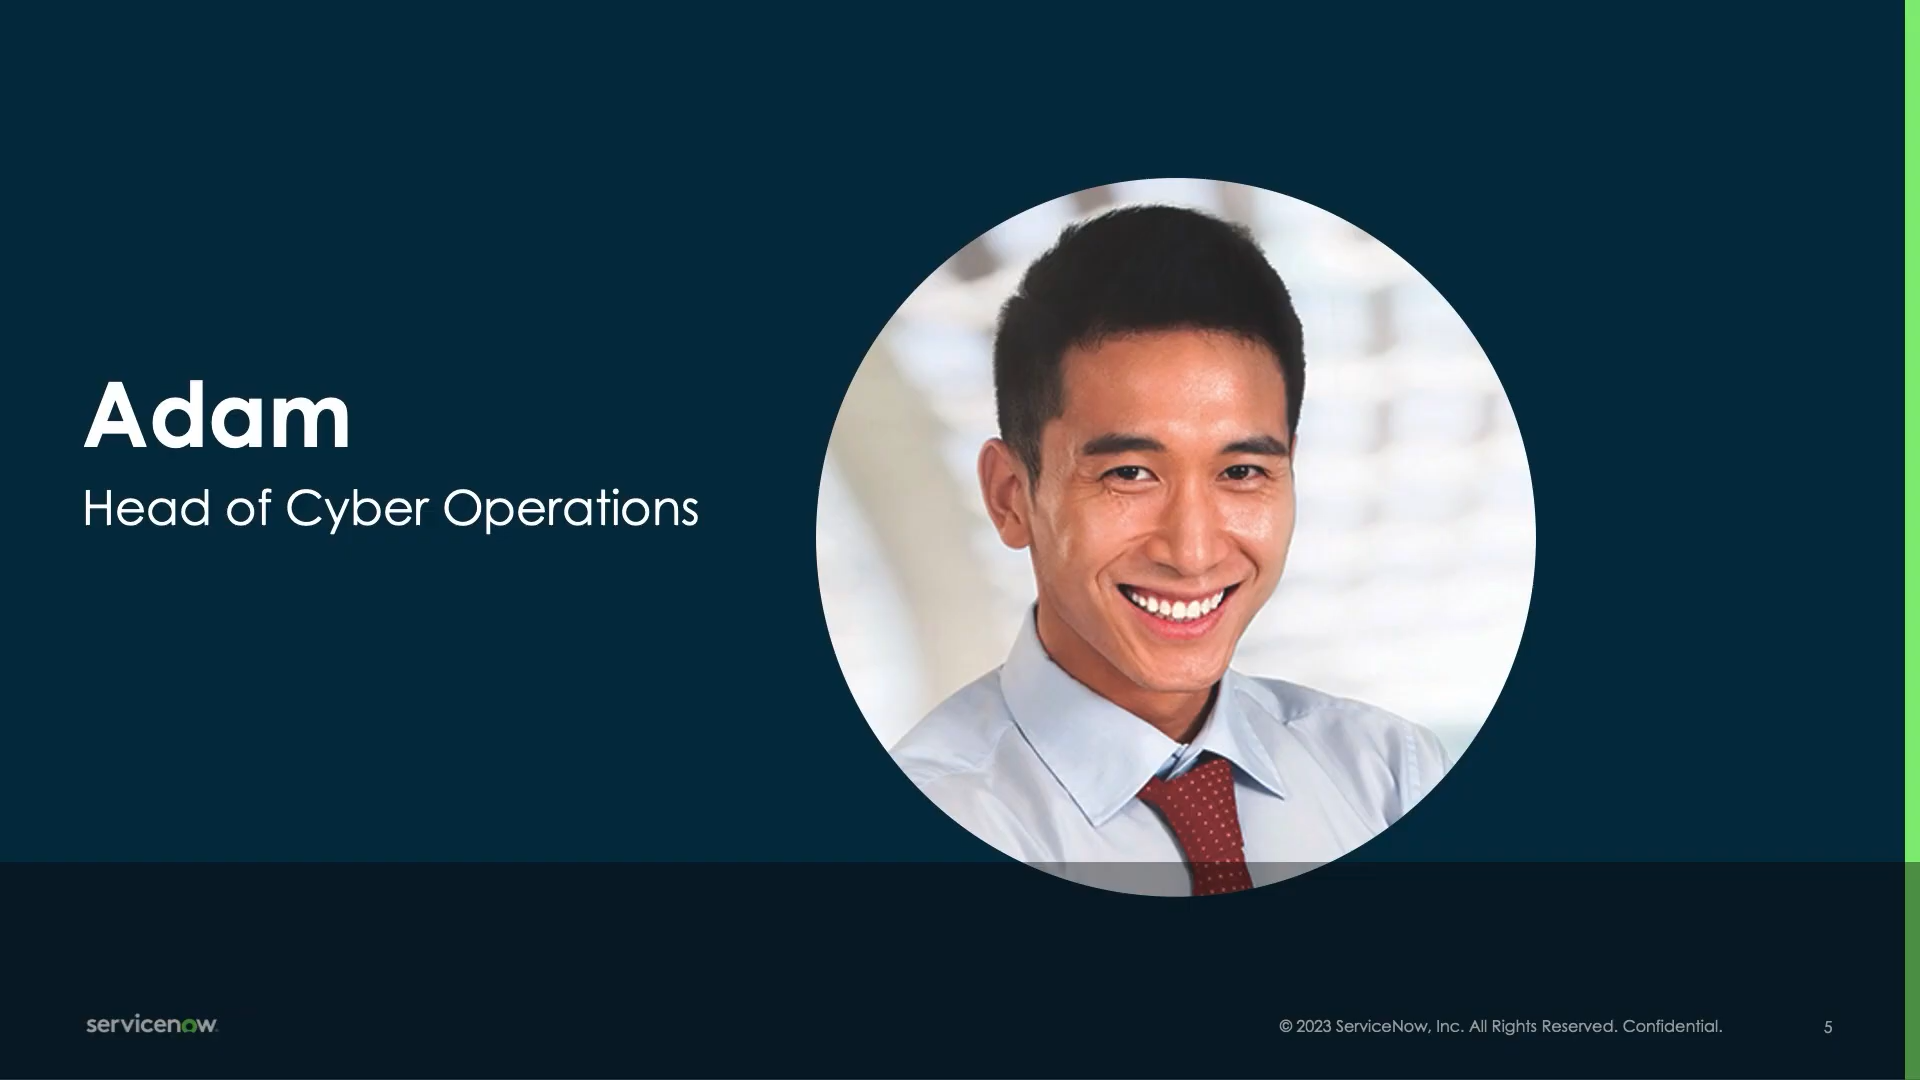 Adam
Head of Cyber Operations
servicenow
© 2023 ServiceNow, Inc. All Rights Reserved. Confidential.
5